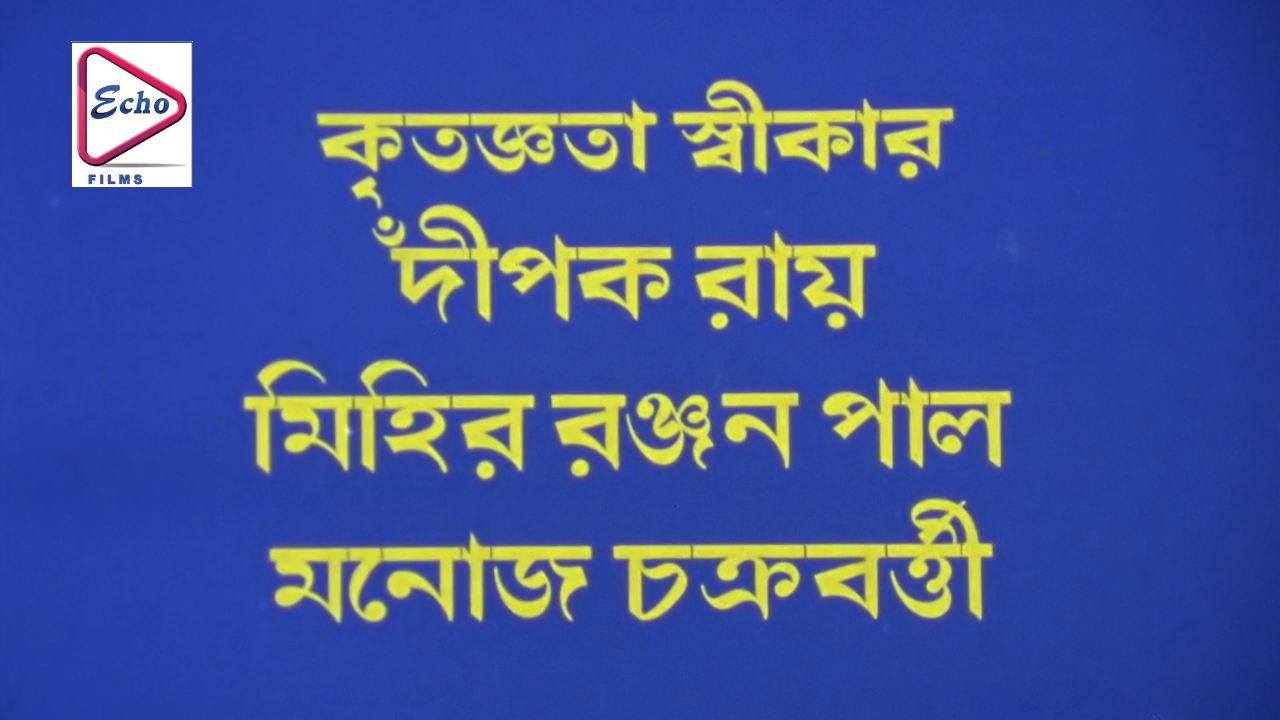 Echo
FILMS
কৃতজ্ঞতা স্বীকার
৺দীপক রায়
মিহির রঞ্জন পাল
মনোজ চক্রবর্ত্তী